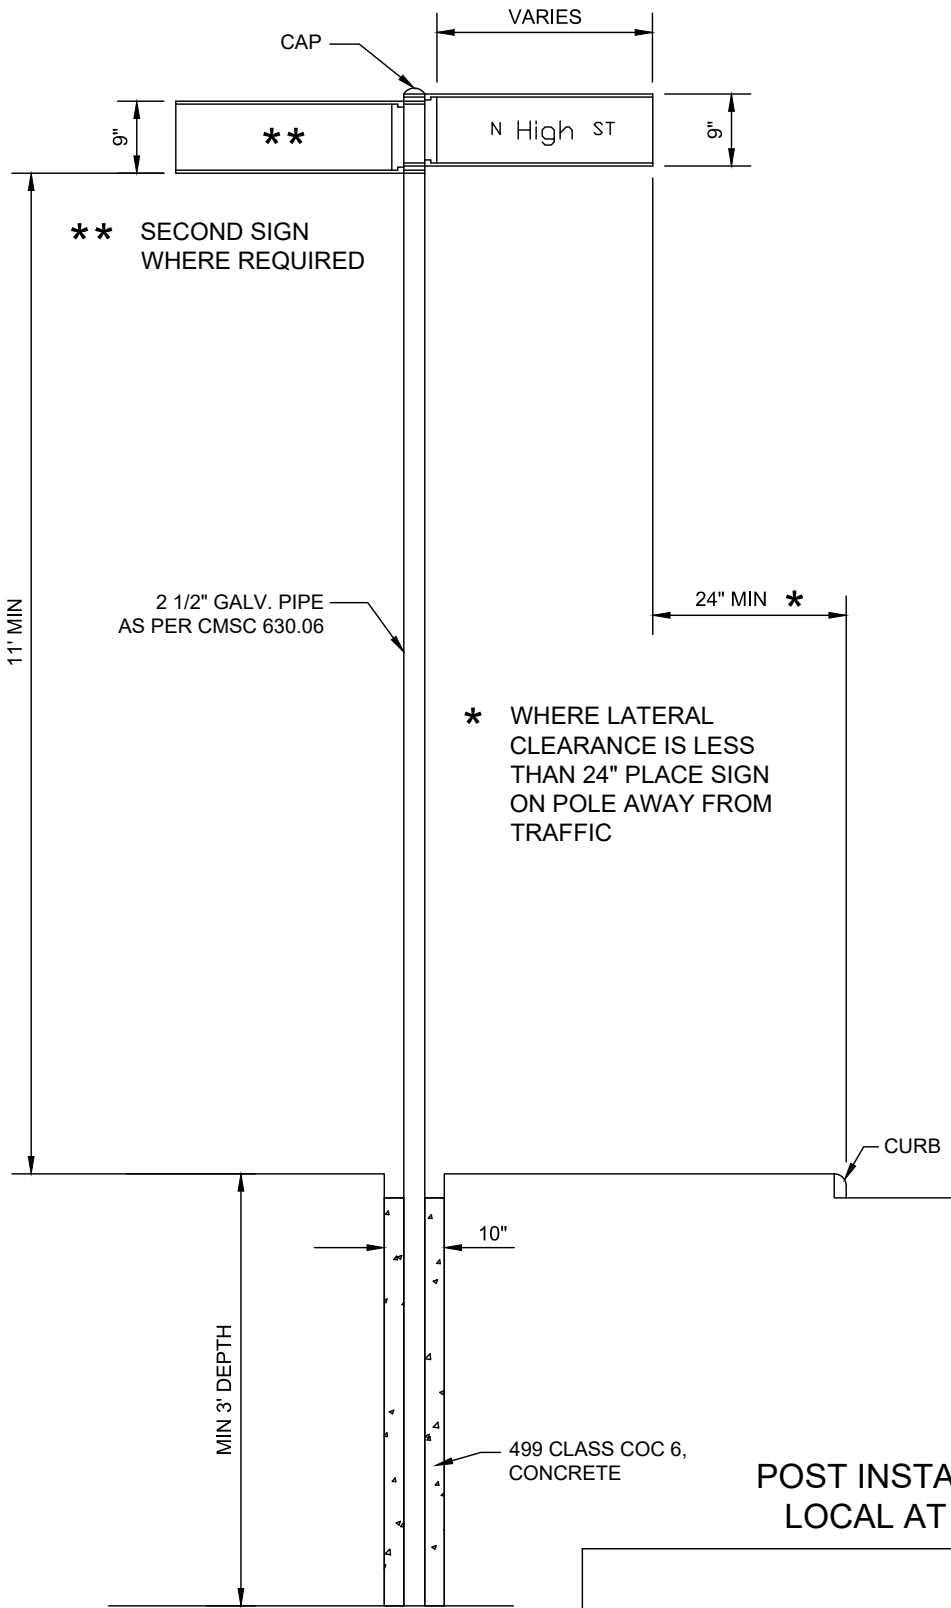 VARIES
CAP
9"
**
N High ST
9"
** SECOND SIGN
WHERE REQUIRED
11' MIN
2 1/2" GALV. PIPE
AS PER CMSC 630.06
24" MIN *
* WHERE LATERAL
CLEARANCE IS LESS
THAN 24" PLACE SIGN
ON POLE AWAY FROM
TRAFFIC
CURB
10"
MIN 3' DEPTH
499 CLASS COC 6,
CONCRETE
POST INSTA
LOCAL AT